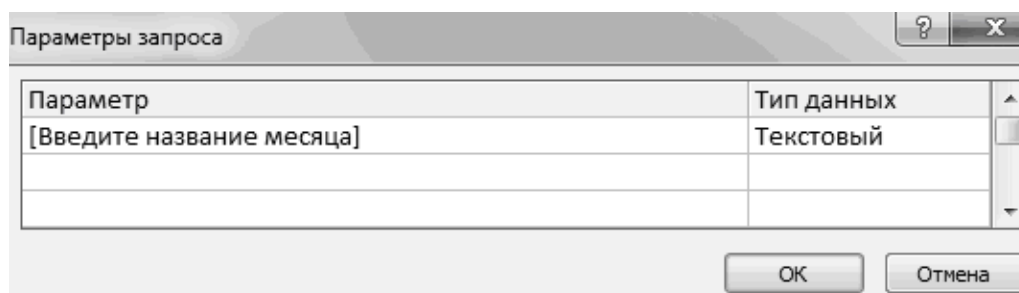 Параметры запроса
Параметр Тип данных
[Введите название месяца] Текстовый
ОК Отмена